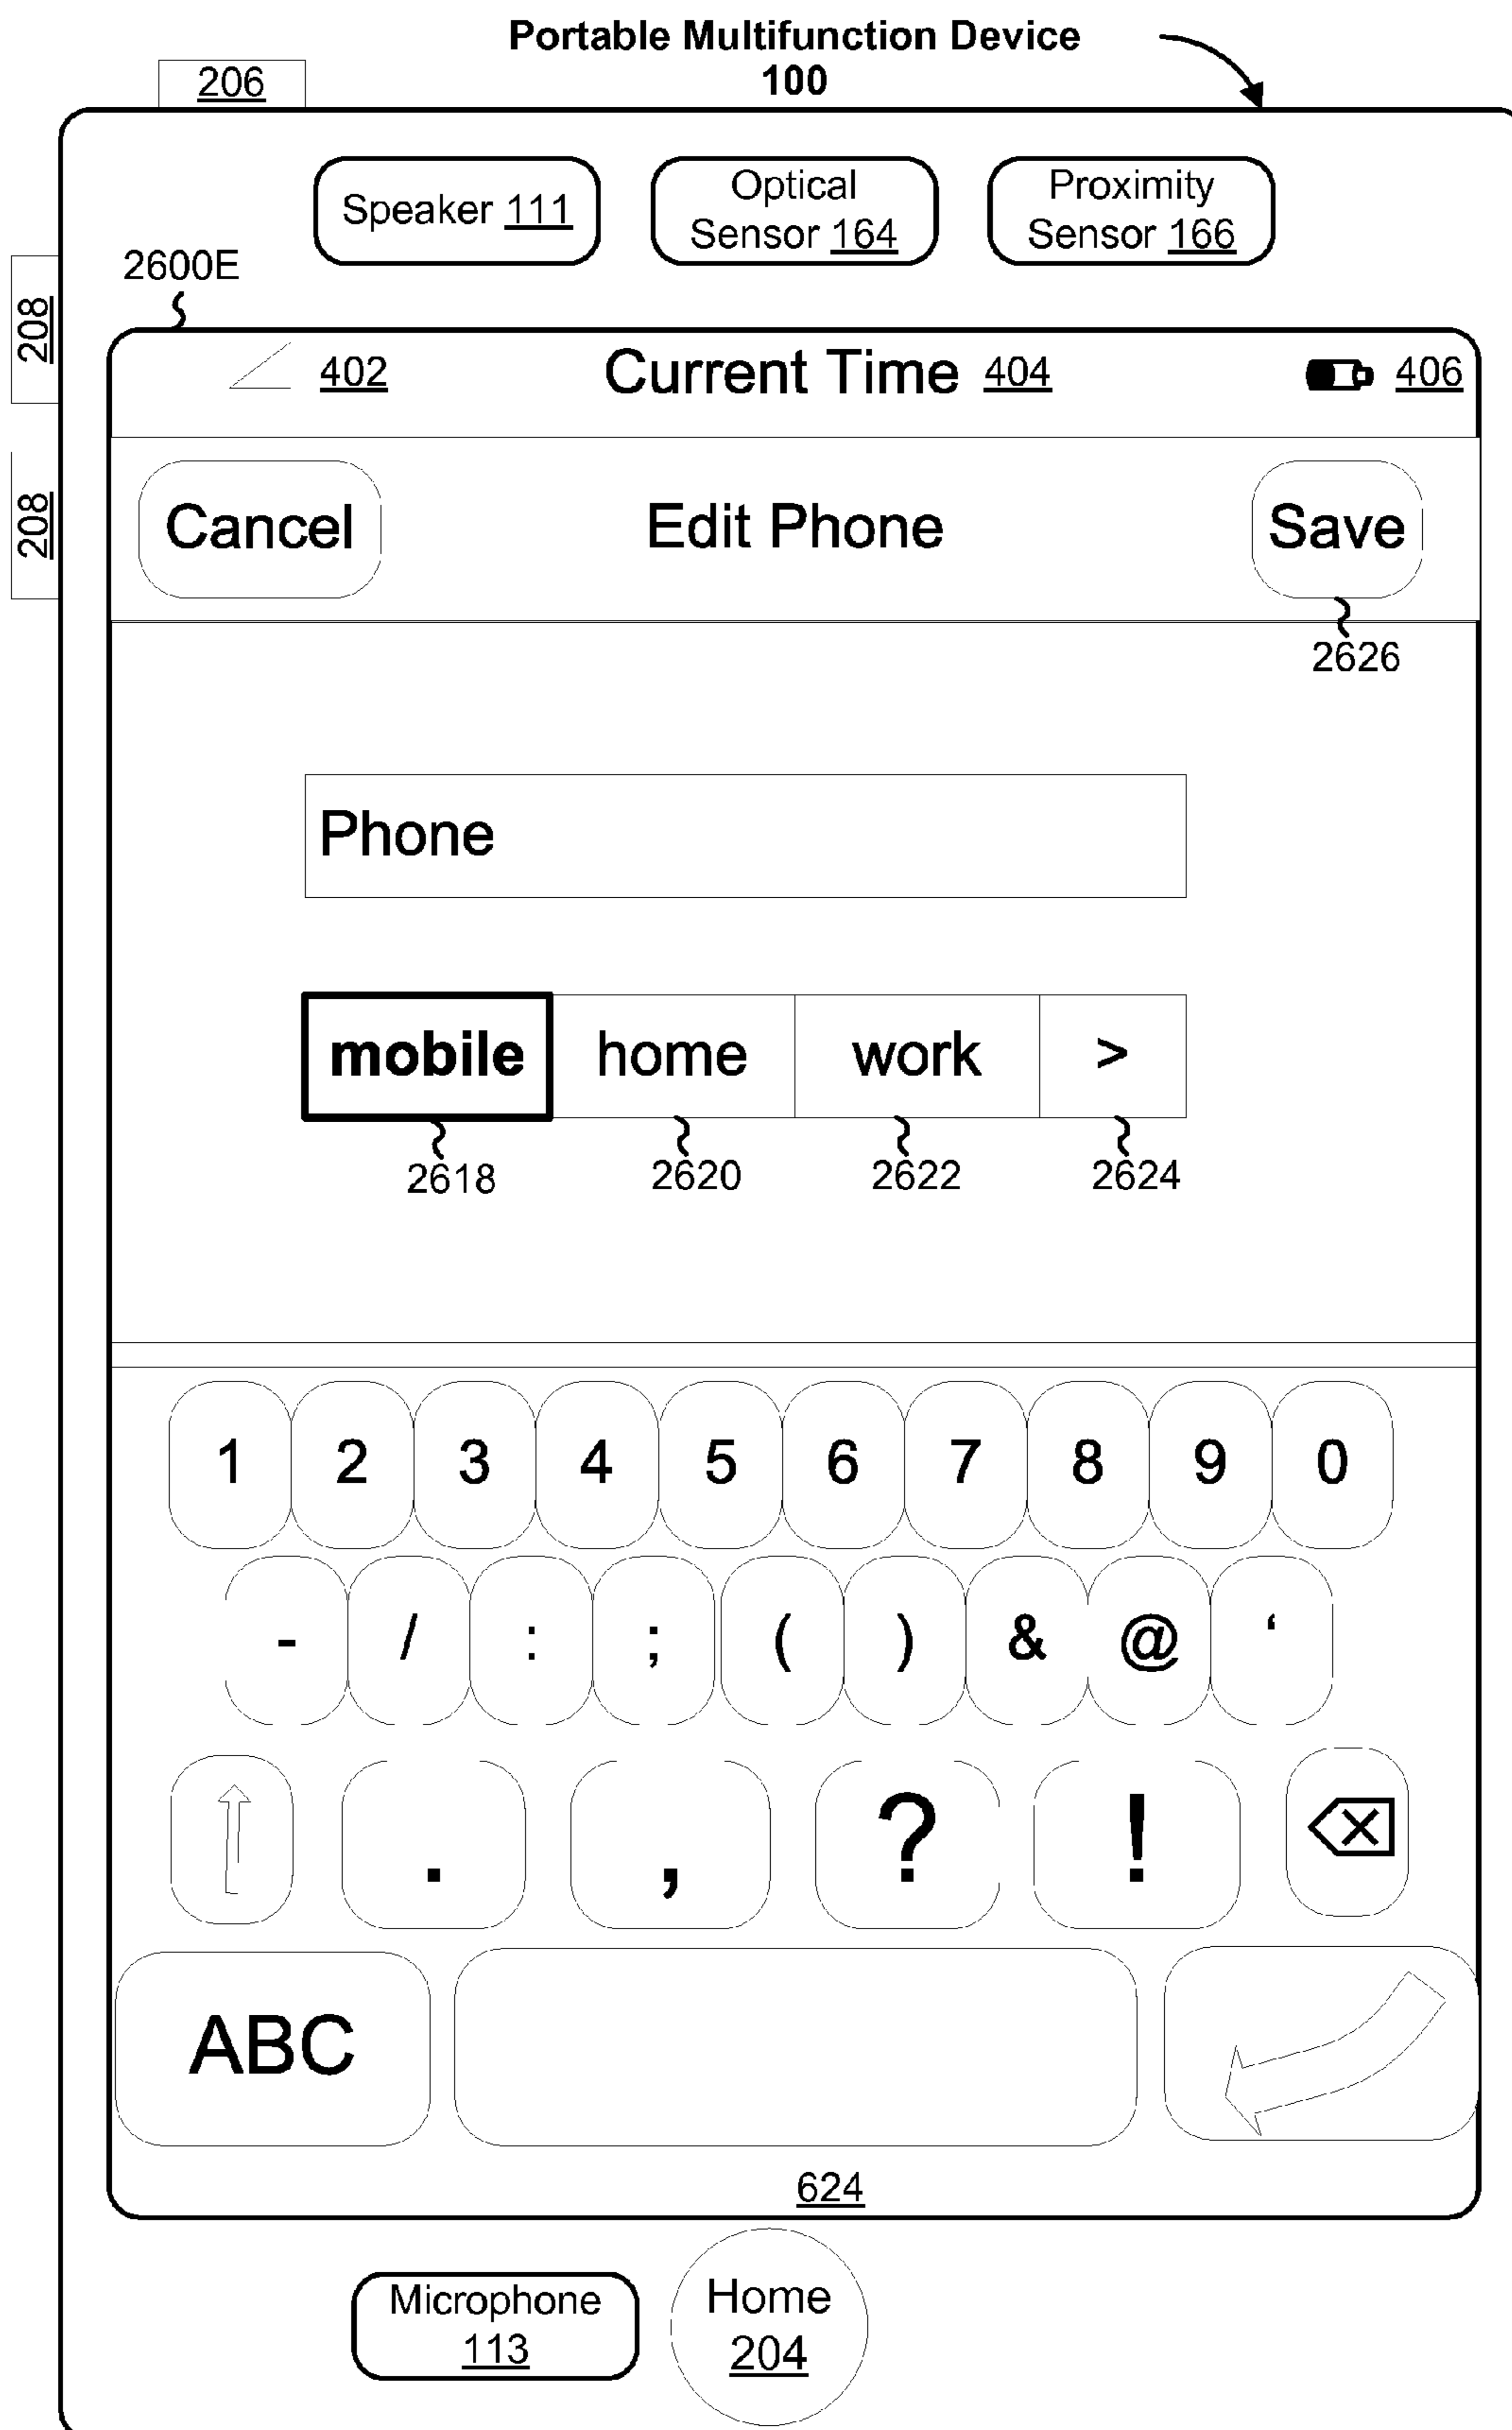 Portable Multifunction Device
100
206
Speaker 111
Optical
Sensor 164
Proximity
Sensor 166
2600E
208
208
402
Current Time 404
406
Cancel
Edit Phone
Save
2626
Phone
mobile
home
work
>
2618
2620
2622
2624
1 2 3 4 5 6 7 8 9 0
- / : ; ( ) & @ ‘
. , ? !
ABC
624
Microphone
113
Home
204